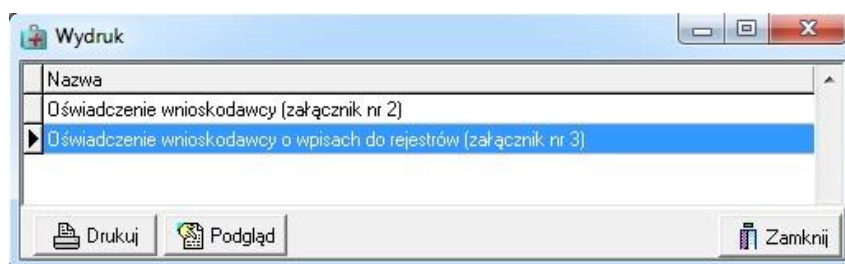 Wydruk
Nazwa
Oświadczenie wnioskodawcy (załącznik nr 2)
Oświadczenie wnioskodawcy o wpisach do rejestrów (załącznik nr 3)
Drukuj Podgląd Zamknij